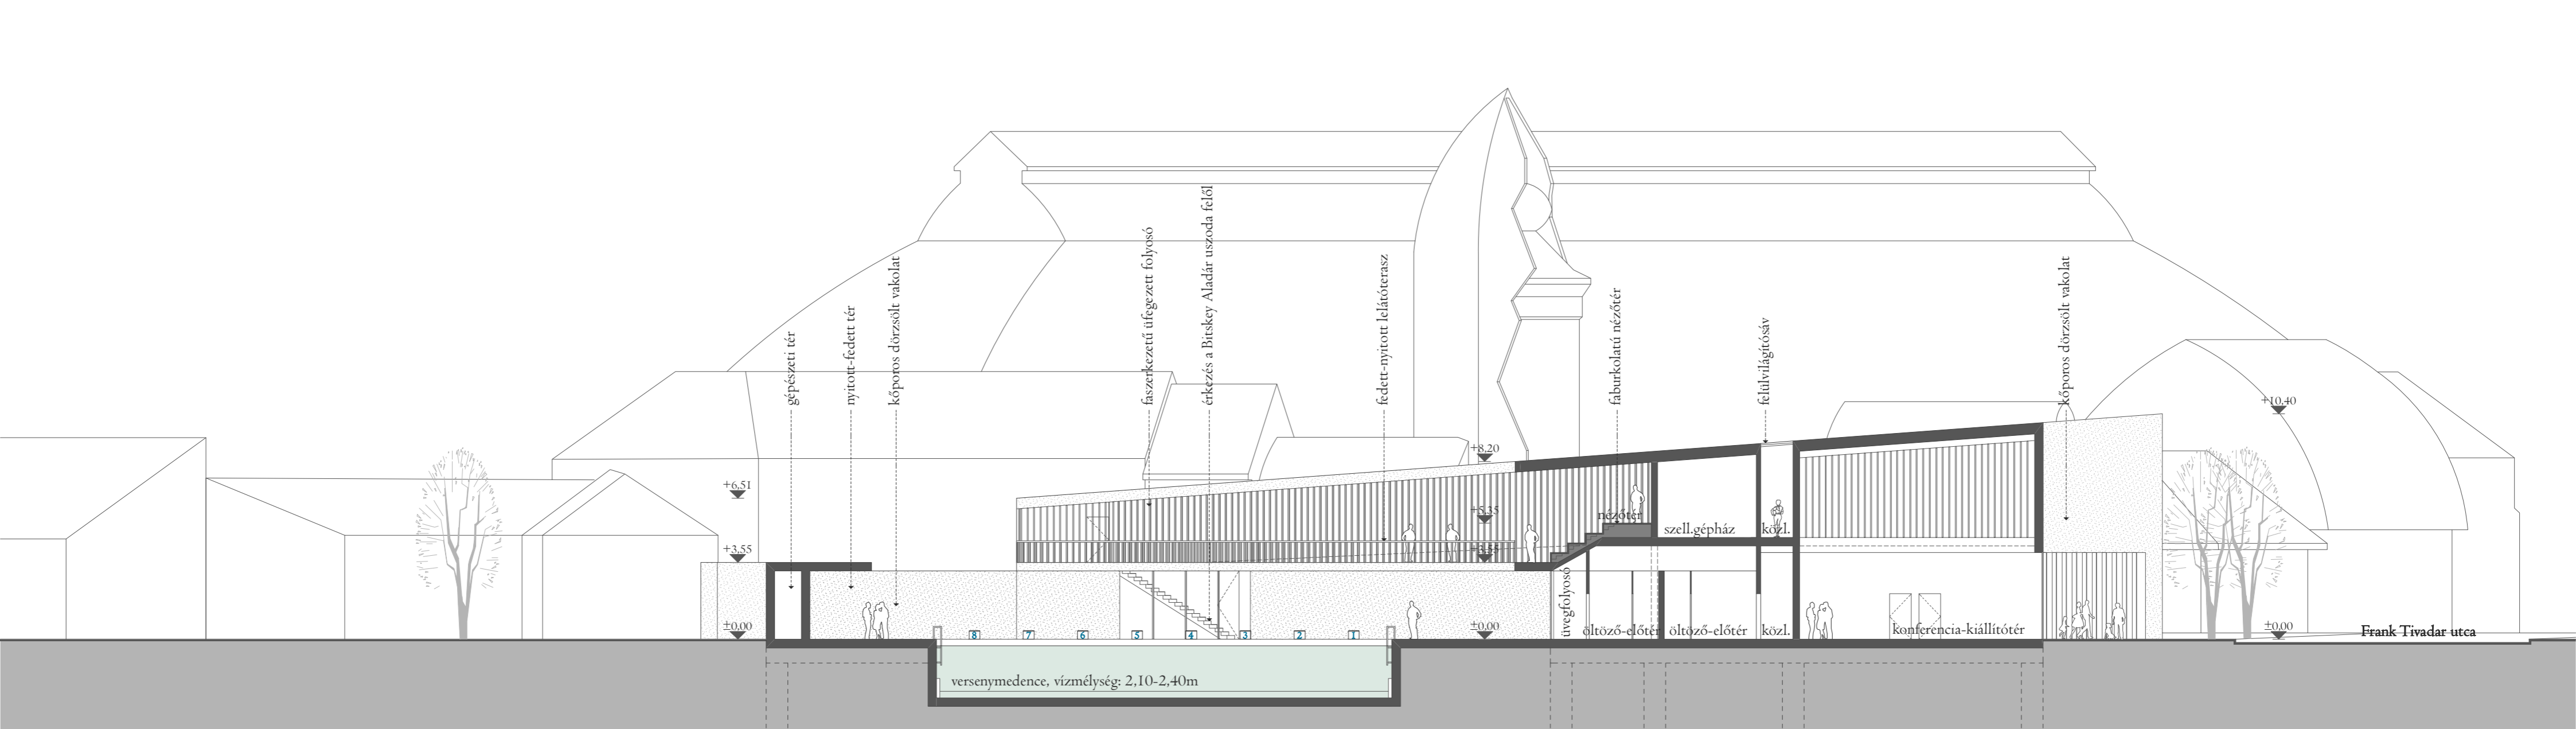 gépészeti tér
nyitott-fedett tér
kőporos dörzsölt vakolat
faszerkezetű üfegezett folyosó
érkezés a Bitskey Aladár uszoda felől
fedett-nyitott lelátóterasz
faburkolatú nézőtér
felülvilágítósáv
kőporos dörzsölt vakolat
+10,40
+8,20
+6,51
+5,35
+3,55
+3,55
nézőtér
szell.gépház
közl.
üvegfolyosó
±0,00
8
7
6
5
4
3
2
1
±0,00
öltöző-előtér
öltöző-előtér
közl.
konferencia-kiállítótér
±0,00
Frank Tivadar utca
versenymedence, vízmélység: 2,10-2,40m